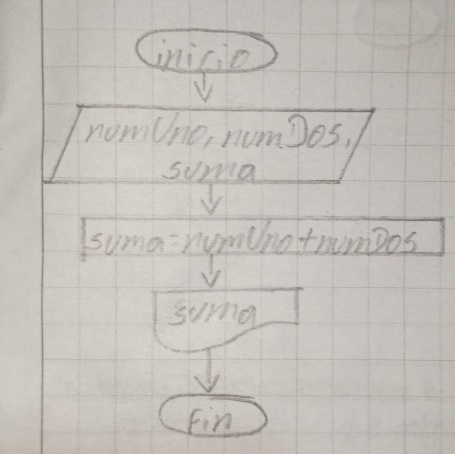 inicio
numUno, numDos,
suma
suma=numUno+numDos
suma
Fin